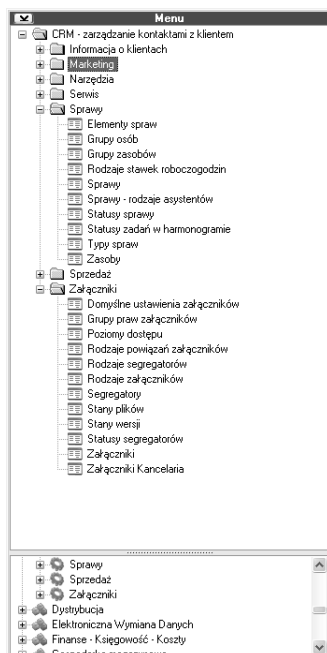 Menu
CRM - zarządzanie kontaktami z klientem
Informacja o klientach
Marketing
Narzędzia
Serwis
Sprawy
Elementy spraw
Grupy osób
Grupy zasobów
Rodzaje stawek roboczogodzin
Sprawy
Sprawy - rodzaje asystentów
Statusy sprawy
Statusy zadań w harmonogramie
Typy spraw
Zasoby
Sprzedaż
Załączniki
Domyślne ustawienia załączników
Grupy praw załączników
Poziomy dostępu
Rodzaje powiązań załączników
Rodzaje segregatorów
Rodzaje załączników
Segregatory
Stany plików
Stany wersji
Statusy segregatorów
Załączniki
Załączniki Kancelaria
Sprawy
Sprzedaż
Załączniki
Dystrybucja
Elektroniczna Wymiana Danych
Finanse - Księgowość - Koszty